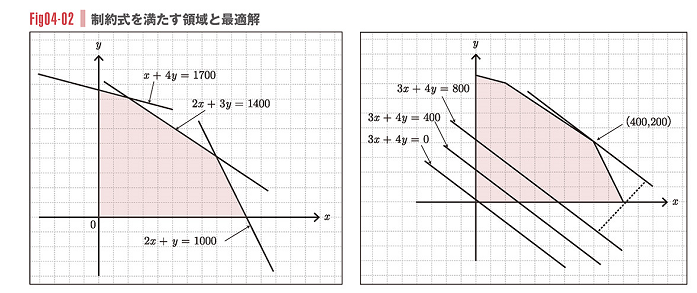 Fig04-02 制約式を満たす領域と最適解
y
x + 4y = 1700
2x + 3y = 1400
0
x
2x + y = 1000
y
3x + 4y = 800
3x + 4y = 400
3x + 4y = 0
(400,200)
x